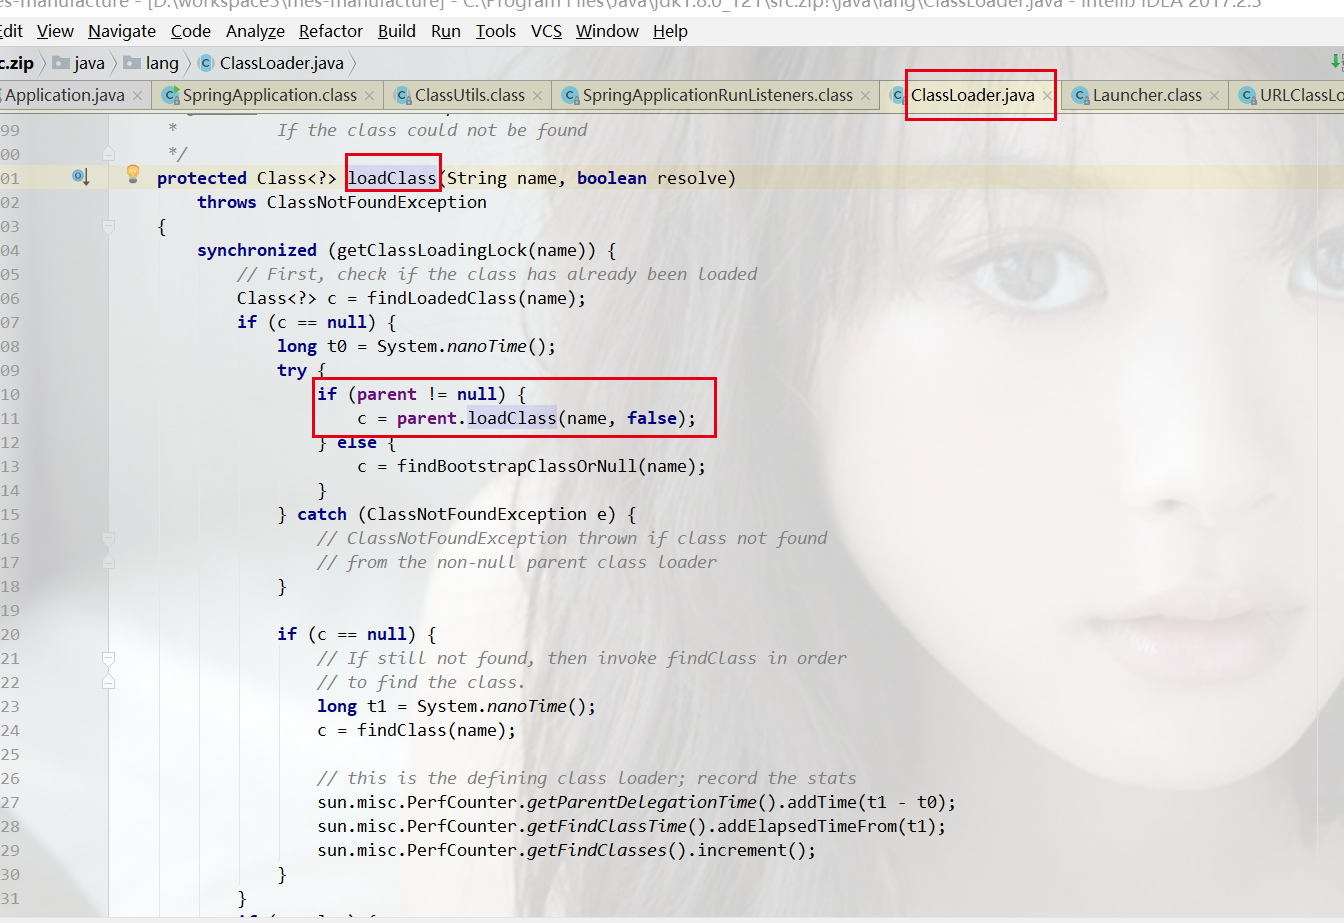 es-manufacture - [D:\workspace5\mes-manufacture] - C:\Program Files\Java\jdk1.8.0_121\src.zip!\java\lang\ClassLoader.java - IntelliJ IDEA 2017.2.5
Edit View Navigate Code Analyze Refactor Build Run Tools VCS Window Help
c.zip java lang ClassLoader.java
Application.java SpringApplication.class ClassUtils.class SpringApplicationRunListeners.class ClassLoader.java Launcher.class URLClassLo
99 * If the class could not be found
00 */
01 protected Class<?> loadClass(String name, boolean resolve)
02 throws ClassNotFoundException
03 {
04 synchronized (getClassLoadingLock(name)) {
05 // First, check if the class has already been loaded
06 Class<?> c = findLoadedClass(name);
07 if (c == null) {
08 long t0 = System.nanoTime();
09 try {
10 if (parent != null) {
11 c = parent.loadClass(name, false);
12 } else {
13 c = findBootstrapClassOrNull(name);
14 }
15 } catch (ClassNotFoundException e) {
16 // ClassNotFoundException thrown if class not found
17 // from the non-null parent class loader
18 }
19
20 if (c == null) {
21 // If still not found, then invoke findClass in order
22 // to find the class.
23 long t1 = System.nanoTime();
24 c = findClass(name);
25
26 // this is the defining class loader; record the stats
27 sun.misc.PerfCounter.getParentDelegationTime().addTime(t1 - t0);
28 sun.misc.PerfCounter.getFindClassTime().addElapsedTimeFrom(t1);
29 sun.misc.PerfCounter.getFindClasses().increment();
30 }
31 }